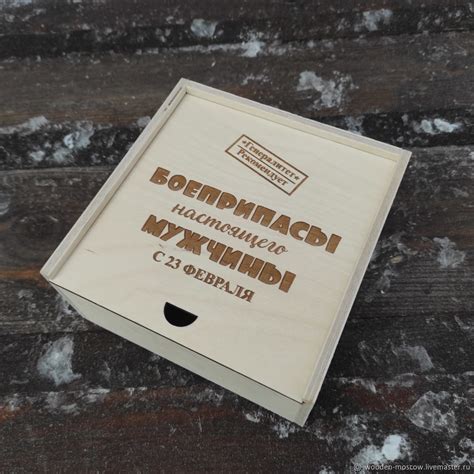 «Генералитет»
Рекомендует
БОЕПРИПАСЫ
настоящего
МУЖЧИНЫ
С 23 ФЕВРАЛЯ
wooden-moscow.livemaster.ru